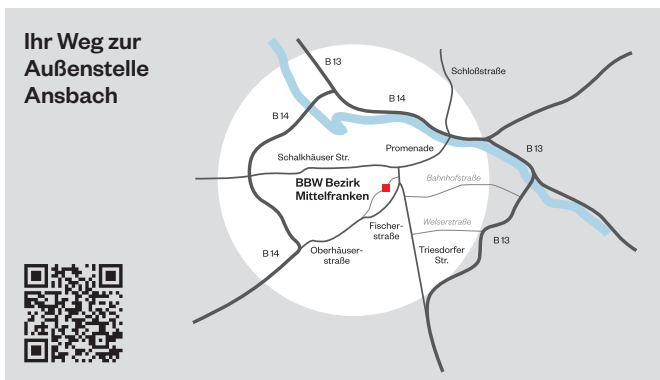 Ihr Weg zur
Außenstelle
Ansbach
B 13
Schloßstraße
B 14
B 14
Promenade
B 13
Schalkhäuser Str.
BBW Bezirk
Mittelfranken
Bahnhofstraße
Welserstraße
Fischer-
straße
B 13
B 14
Oberhäuser-
straße
Triesdorfer
Str.